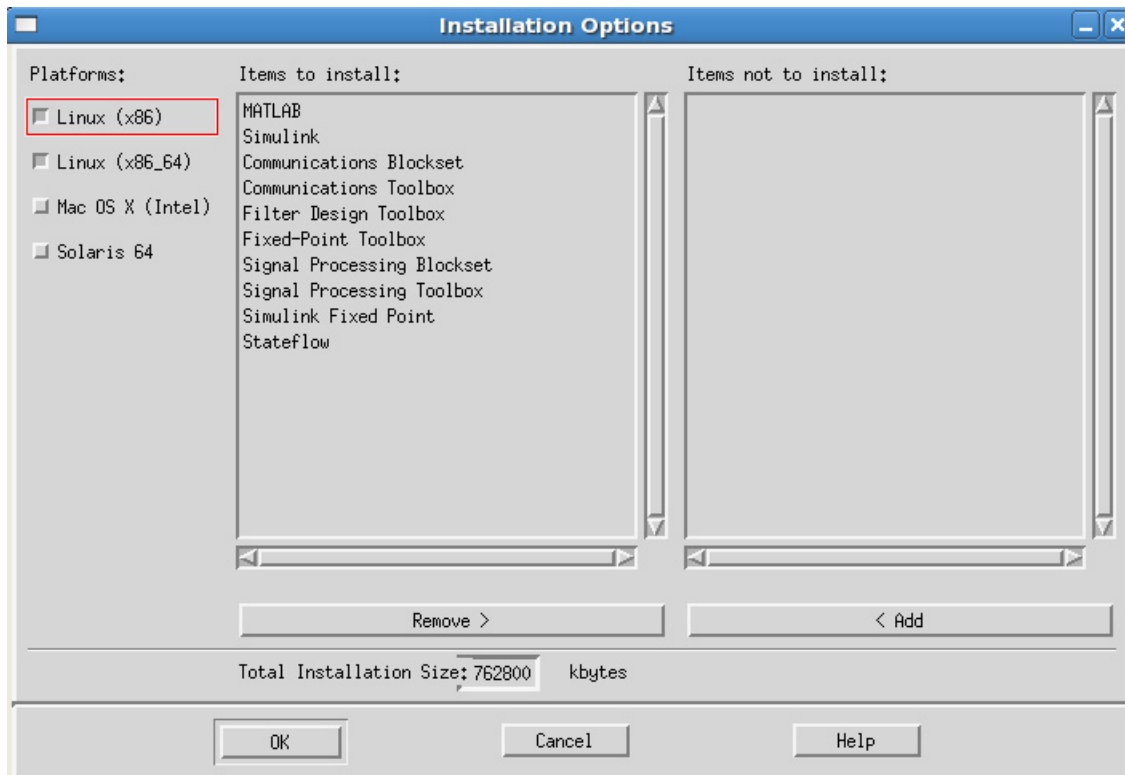 Installation Options
Platforms:
Linux (x86)
Linux (x86_64)
Mac OS X (Intel)
Solaris 64
Items to install:
MATLAB
Simulink
Communications Blockset
Communications Toolbox
Filter Design Toolbox
Fixed-Point Toolbox
Signal Processing Blockset
Signal Processing Toolbox
Simulink Fixed Point
Stateflow
Items not to install:
Remove >
< Add
Total Installation Size: 762800 kbytes
OK
Cancel
Help